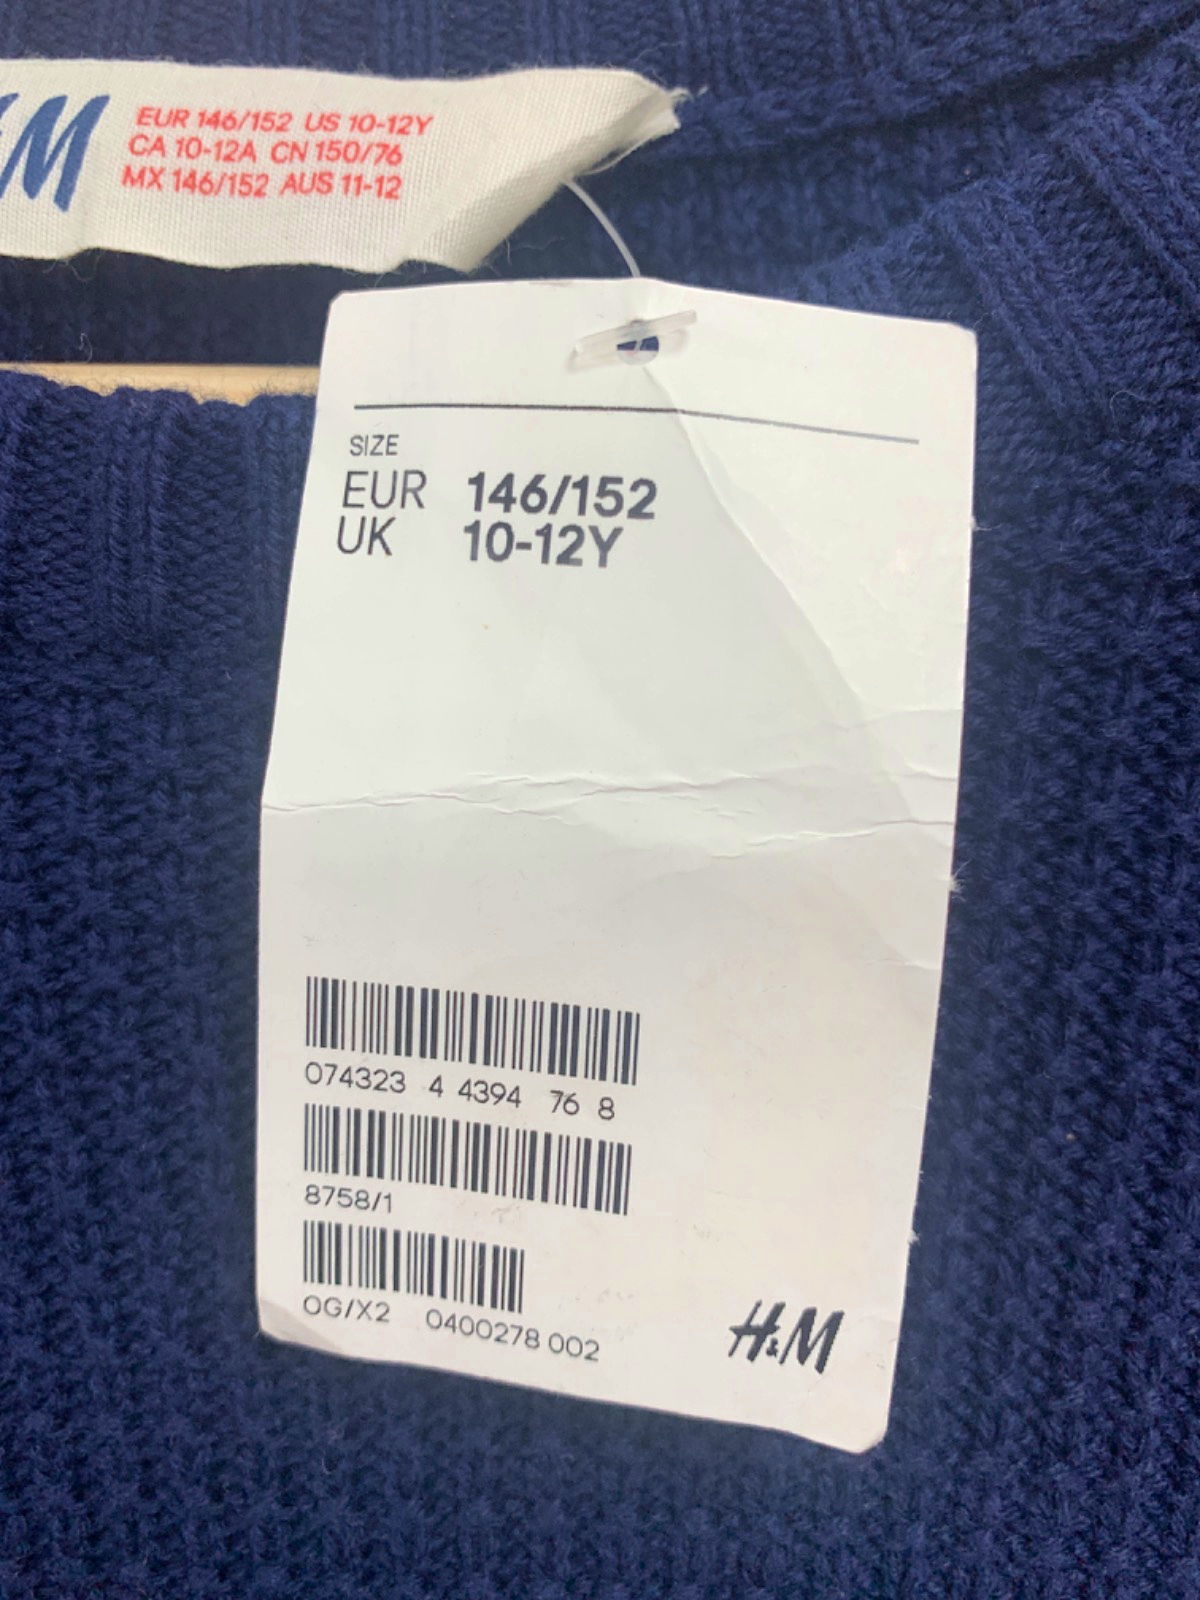 H&M
EUR 146/152 US 10-12Y
CA 10-12A CN 150/76
MX 146/152 AUS 11-12
SIZE
EUR 146/152
UK 10-12Y
074323 4 4394 76 8
8758/1
OG/X2 0400278 002
H&M